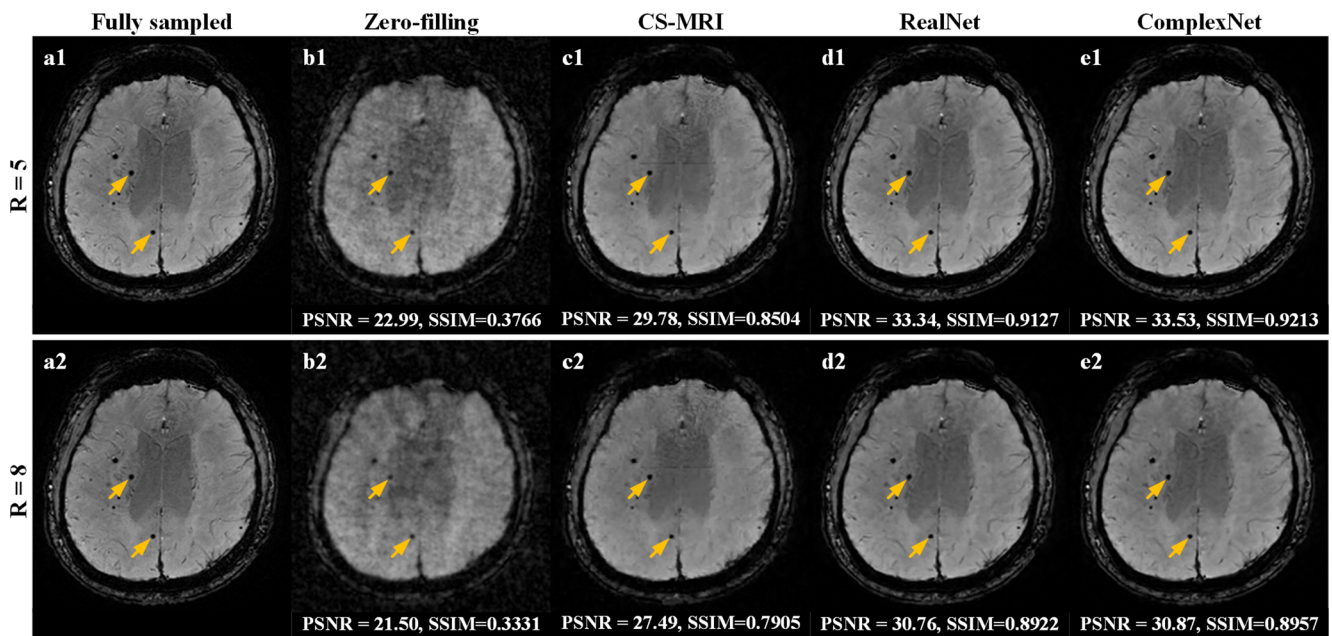 Fully sampled Zero-filling CS-MRI RealNet ComplexNet
R = 5
a1 b1 c1 d1 e1
PSNR = 22.99, SSIM=0.3766 PSNR = 29.78, SSIM=0.8504 PSNR = 33.34, SSIM=0.9127 PSNR = 33.53, SSIM=0.9213
R = 8
a2 b2 c2 d2 e2
PSNR = 21.50, SSIM=0.3331 PSNR = 27.49, SSIM=0.7905 PSNR = 30.76, SSIM=0.8922 PSNR = 30.87, SSIM=0.8957